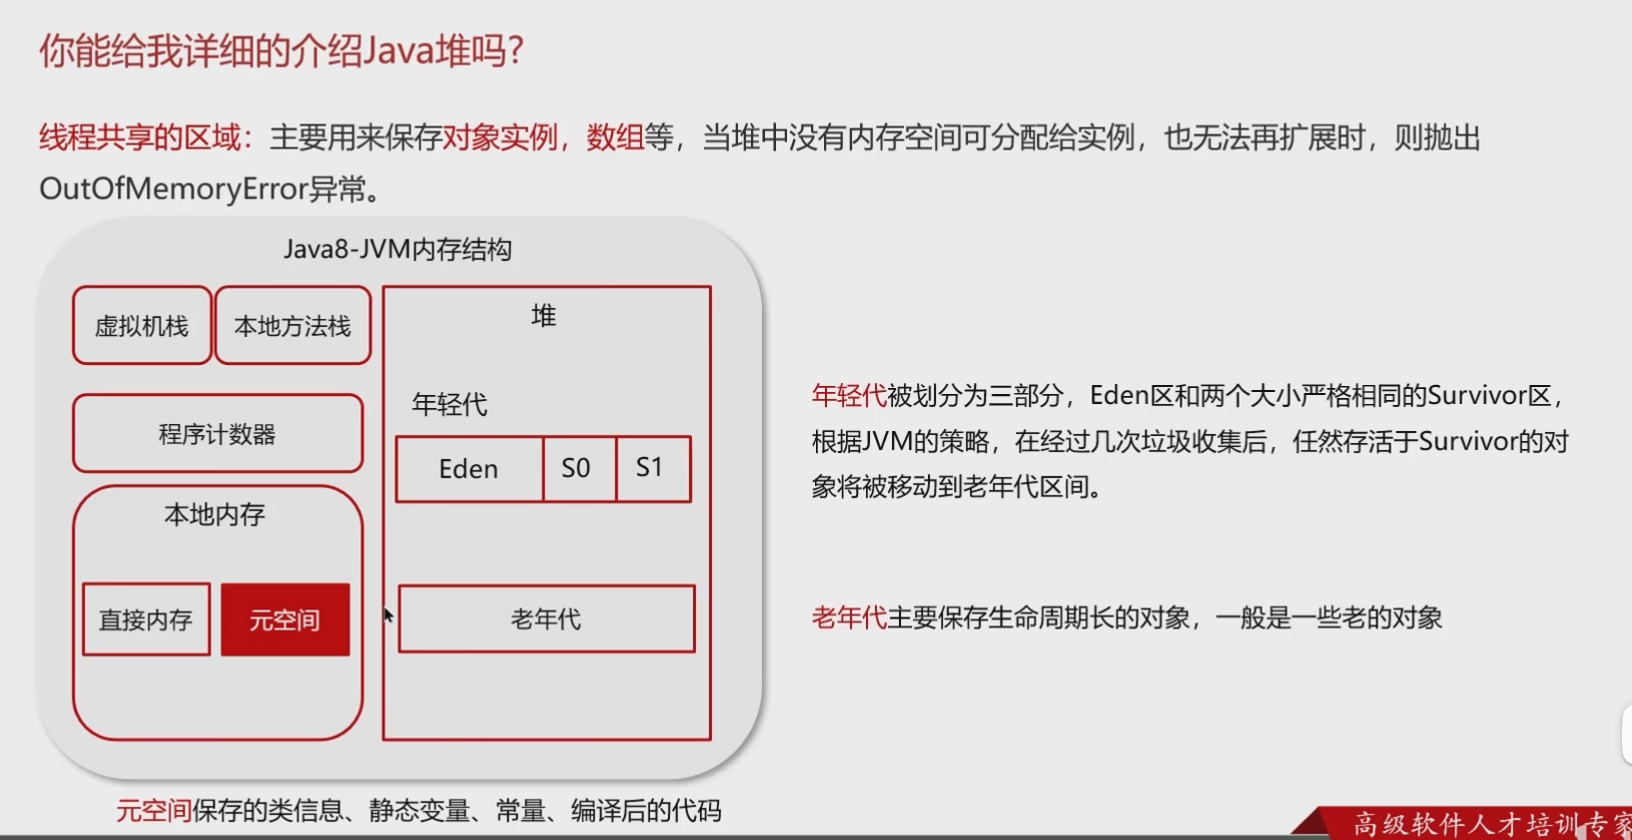 你能给我详细的介绍Java堆吗?
线程共享的区域：主要用来保存对象实例，数组等，当堆中没有内存空间可分配给实例，也无法再扩展时，则抛出
OutOfMemoryError异常。
Java8-JVM内存结构
虚拟机栈
本地方法栈
堆
年轻代
程序计数器
Eden
S0
S1
本地内存
直接内存
元空间
老年代
年轻代被划分为三部分，Eden区和两个大小严格相同的Survivor区，
根据JVM的策略，在经过几次垃圾收集后，任然存活于Survivor的对
象将被移动到老年代区间。
老年代主要保存生命周期长的对象，一般是一些老的对象
元空间保存的类信息、静态变量、常量、编译后的代码
高级软件人才培训专家